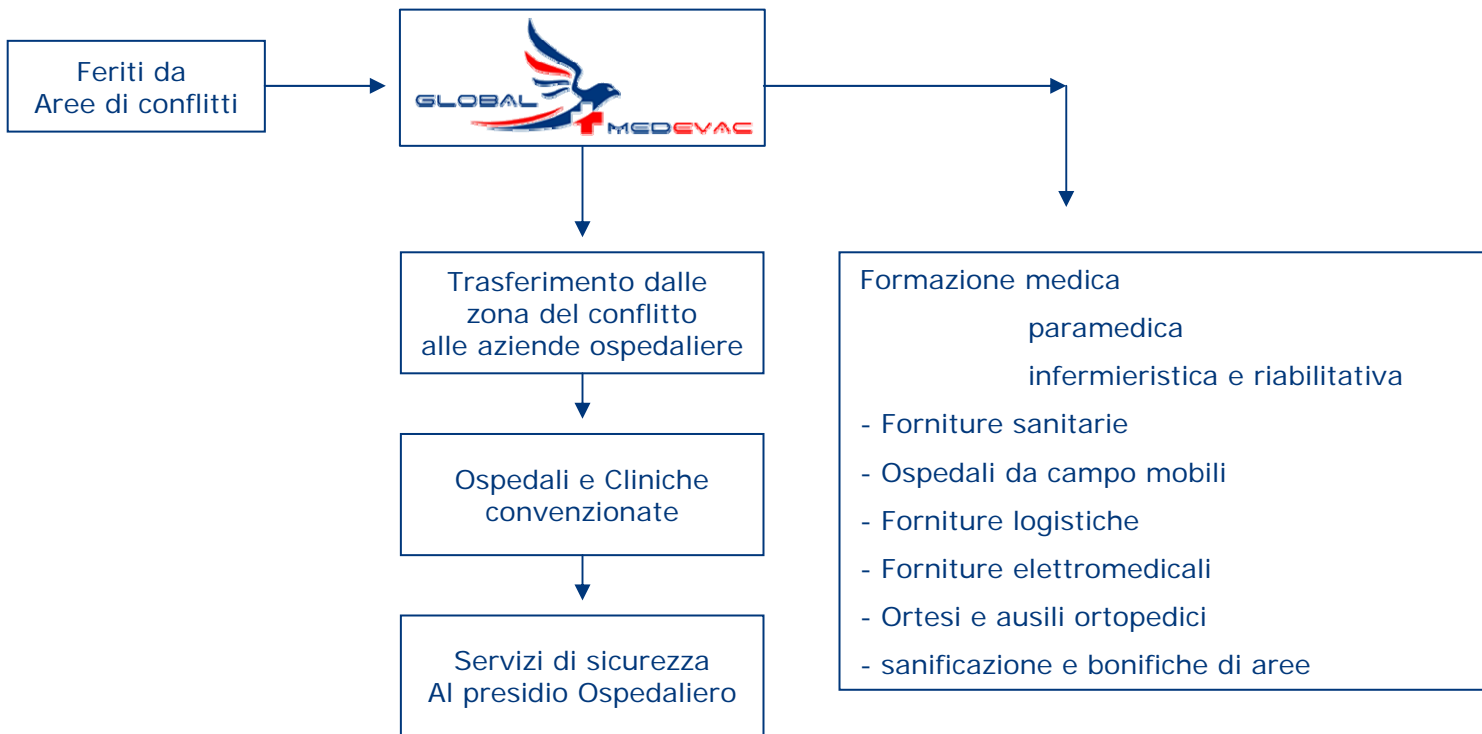 Feriti da
Aree di conflitti
GLOBAL
MEDEVAC
Trasferimento dalle
zona del conflitto
alle aziende ospedaliere
Ospedali e Cliniche
convenzionate
Servizi di sicurezza
Al presidio Ospedaliero
Formazione medica
paramedica
infermieristica e riabilitativa
- Forniture sanitarie
- Ospedali da campo mobili
- Forniture logistiche
- Forniture elettromedicali
- Ortesi e ausili ortopedici
- sanificazione e bonifiche di aree